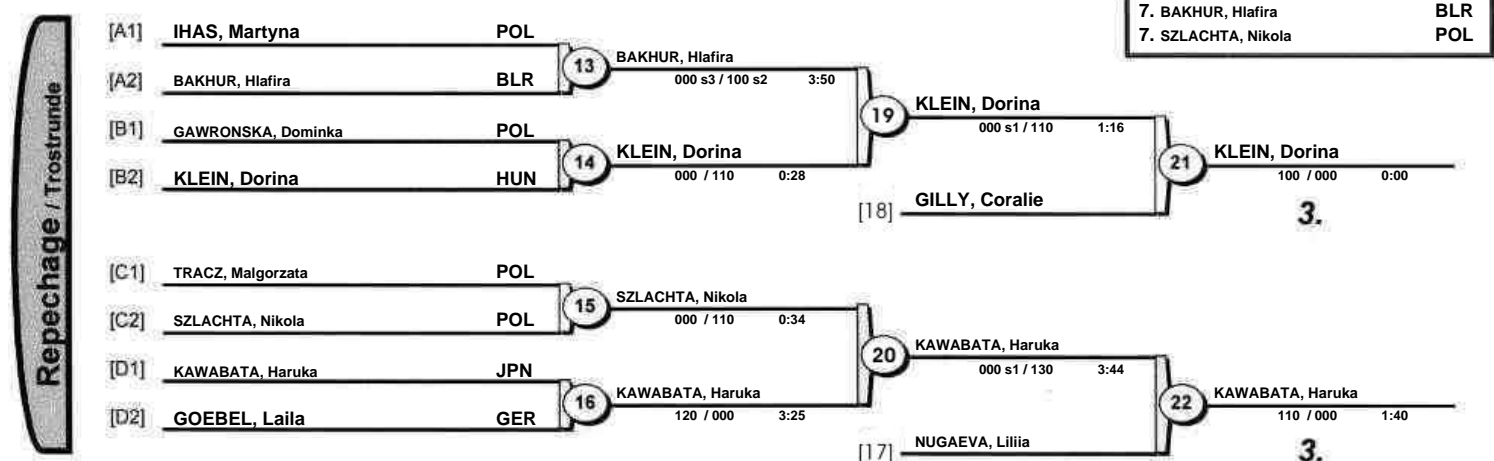 7. BAKHUR, Hlafira BLR
7. SZLACHTA, Nikola POL
Repechage / Trostrunde
[A1] IHAS, Martyna POL
[A2] BAKHUR, Hlafira BLR
13 BAKHUR, Hlafira
000 s3 / 100 s2 3:50
[B1] GAWRONSKA, Dominka POL
[B2] KLEIN, Dorina HUN
14 KLEIN, Dorina
000 / 110 0:28
19 KLEIN, Dorina
000 s1 / 110 1:16
[18] GILLY, Coralie
21 KLEIN, Dorina
100 / 000 0:00
3.
[C1] TRACZ, Malgorzata POL
[C2] SZLACHTA, Nikola POL
15 SZLACHTA, Nikola
000 / 110 0:34
[D1] KAWABATA, Haruka JPN
[D2] GOEBEL, Laila GER
16 KAWABATA, Haruka
120 / 000 3:25
20 KAWABATA, Haruka
000 s1 / 130 3:44
[17] NUGAEVA, Liliia
22 KAWABATA, Haruka
110 / 000 1:40
3.